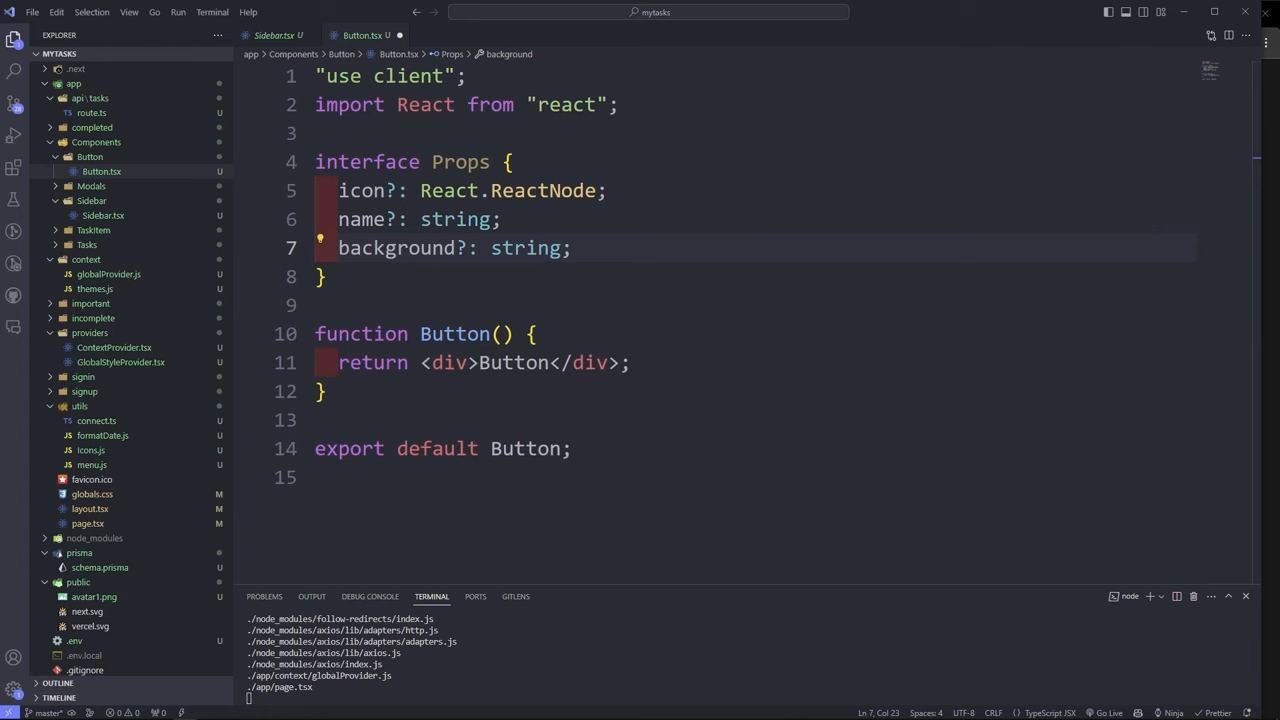 File Edit Selection View Go Run Terminal Help
mytasks
EXPLORER
MYTASKS
.next
app
api\tasks
route.ts U
completed
Components
Button
Button.tsx U
Modals
Sidebar
Sidebar.tsx U
TaskItem
Tasks
context
globalProvider.js U
themes.js U
important
incomplete
providers
ContextProvider.tsx U
GlobalStyleProvider.tsx U
signin
signup
utils
connect.ts U
formatDate.js U
Icons.js U
menu.js U
favicon.ico
globals.css M
layout.tsx M
page.tsx M
node_modules
prisma
schema.prisma U
public
avatar1.png U
next.svg
vercel.svg
.env U
.env.local
.gitignore
OUTLINE
TIMELINE
Sidebar.tsx U
Button.tsx U
app > Components > Button > Button.tsx > Props > background
1 "use client";
2 import React from "react";
3
4 interface Props {
5 icon?: React.ReactNode;
6 name?: string;
7 background?: string;
8 }
9
10 function Button() {
11 return <div>Button</div>;
12 }
13
14 export default Button;
15
PROBLEMS OUTPUT DEBUG CONSOLE TERMINAL PORTS GITLENS
node
./node_modules/follow-redirects/index.js
./node_modules/axios/lib/adapters/http.js
./node_modules/axios/lib/adapters/adapters.js
./node_modules/axios/lib/axios.js
./node_modules/axios/index.js
./app/context/globalProvider.js
./app/page.tsx
master* 0 0 0 Ln 7, Col 23 Spaces: 4 UTF-8 CRLF TypeScript JSX Go Live Ninja Prettier